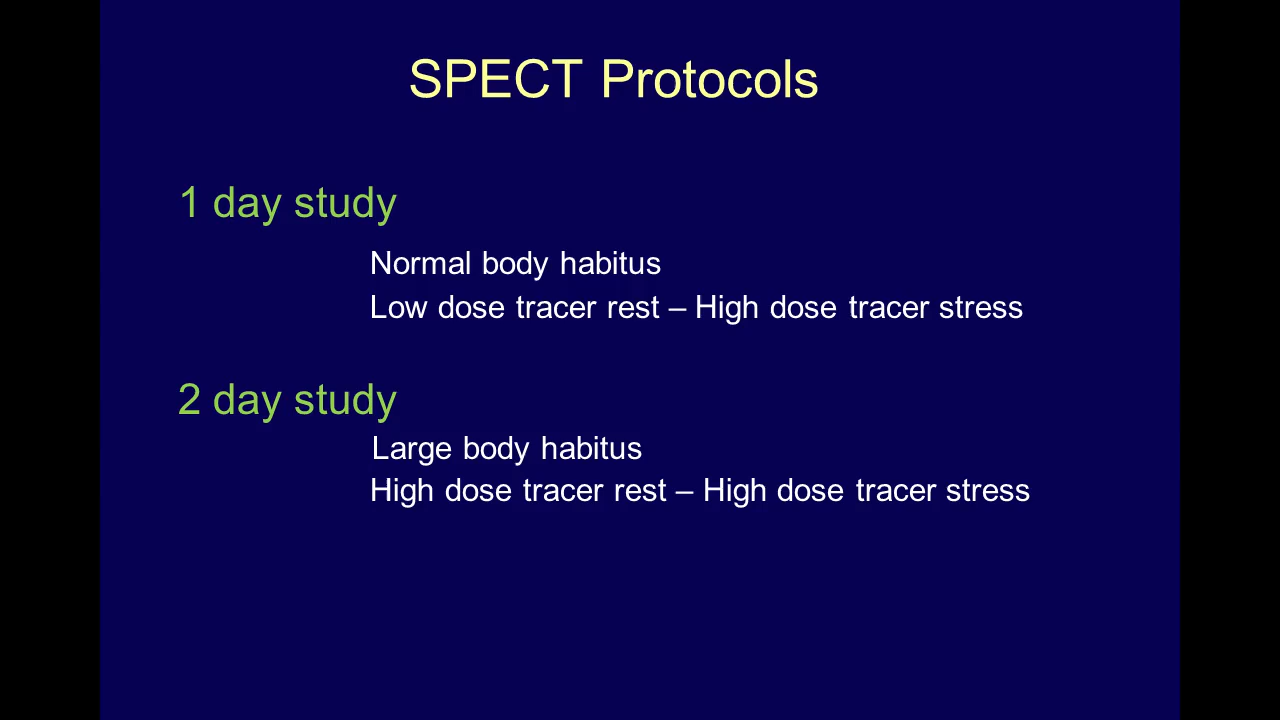 SPECT Protocols
1 day study
Normal body habitus
Low dose tracer rest – High dose tracer stress
2 day study
Large body habitus
High dose tracer rest – High dose tracer stress